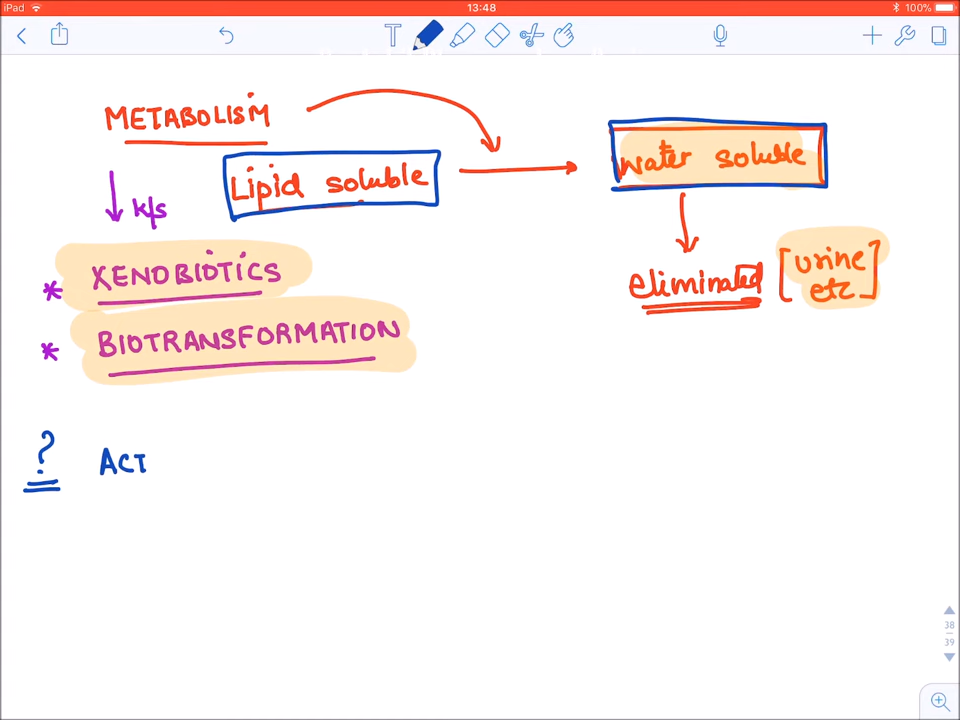 iPad 13:48 100%
T
METABOLISM
Lipid soluble
water soluble
k/s
* XENOBIOTICS
eliminated [urine etc]
* BIOTRANSFORMATION
? ACT
38
39